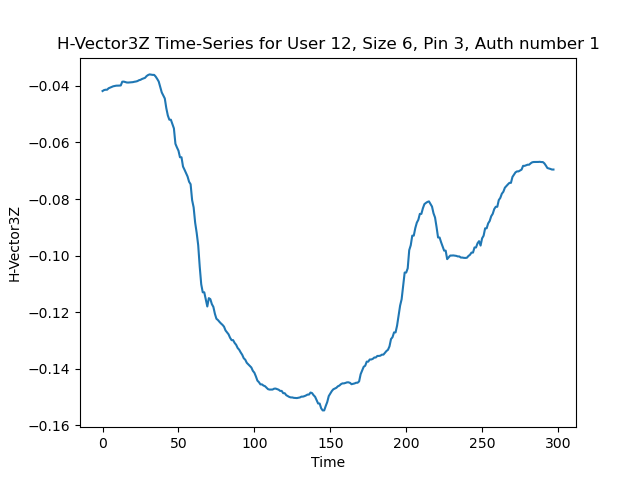 H-Vector3Z Time-Series for User 12, Size 6, Pin 3, Auth number 1
−0.04
−0.06
−0.08
−0.10
−0.12
−0.14
−0.16
H-Vector3Z
0 50 100 150 200 250 300
Time